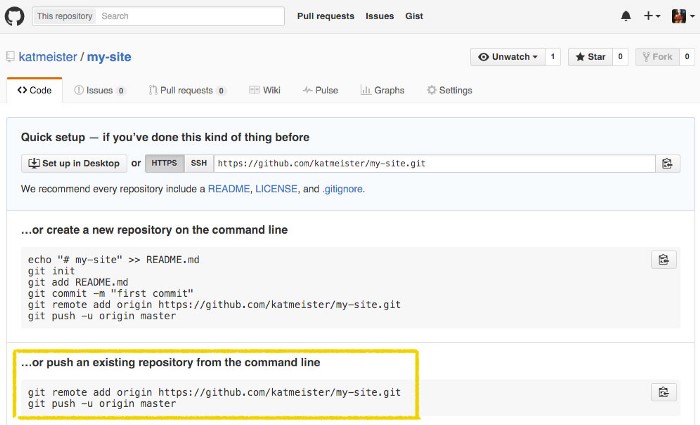 This repository Search Pull requests Issues Gist
katmeister / my-site Unwatch 1 Star 0 Fork 0
Code Issues 0 Pull requests 0 Wiki Pulse Graphs Settings
Quick setup — if you've done this kind of thing before
Set up in Desktop or HTTPS SSH https://github.com/katmeister/my-site.git
We recommend every repository include a README, LICENSE, and .gitignore.
…or create a new repository on the command line
echo "# my-site" >> README.md
git init
git add README.md
git commit -m "first commit"
git remote add origin https://github.com/katmeister/my-site.git
git push -u origin master
…or push an existing repository from the command line
git remote add origin https://github.com/katmeister/my-site.git
git push -u origin master